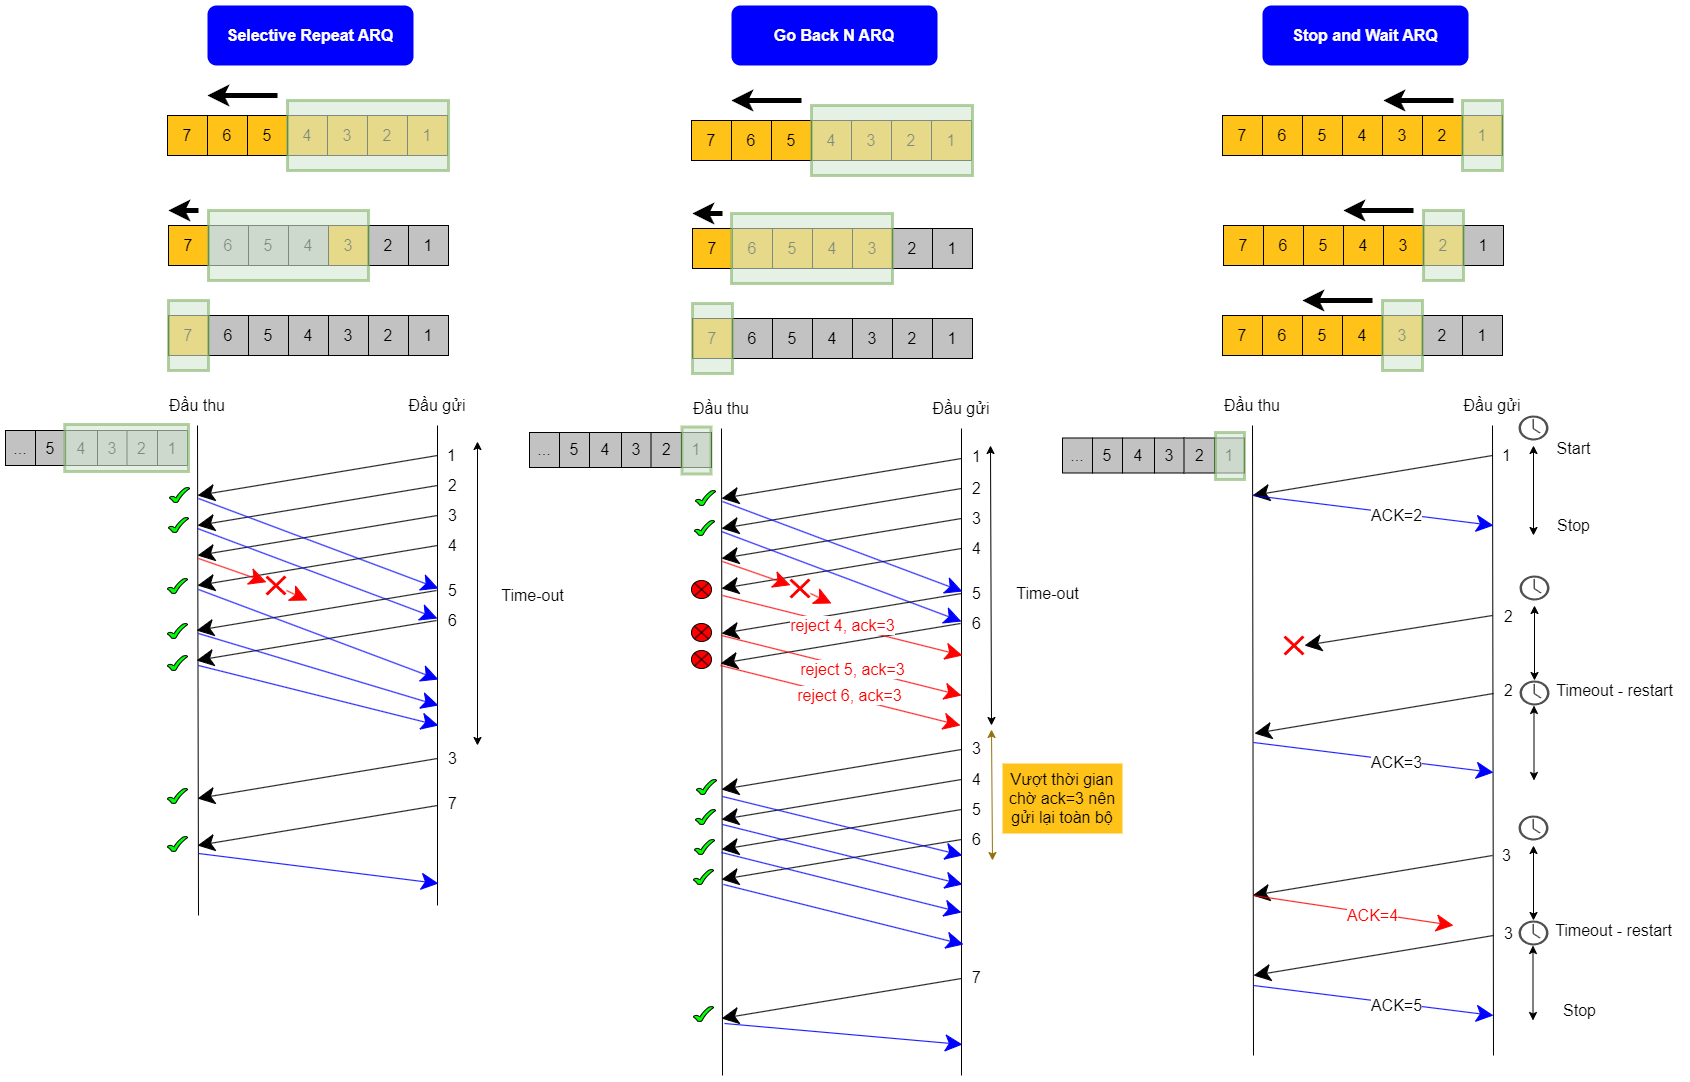 Selective Repeat ARQ
7 6 5 4 3 2 1
7 6 5 4 3 2 1
7 6 5 4 3 2 1
Đầu thu
Đầu gửi
... 5 4 3 2 1
1
2
3
4
5
6
Time-out
3
7
Go Back N ARQ
7 6 5 4 3 2 1
7 6 5 4 3 2 1
7 6 5 4 3 2 1
Đầu thu
Đầu gửi
... 5 4 3 2 1
1
2
3
4
5
6
Time-out
reject 4, ack=3
reject 5, ack=3
reject 6, ack=3
3
4
5
6
Vượt thời gian
chờ ack=3 nên
gửi lại toàn bộ
7
Stop and Wait ARQ
7 6 5 4 3 2 1
7 6 5 4 3 2 1
7 6 5 4 3 2 1
Đầu thu
Đầu gửi
... 5 4 3 2 1
1
Start
ACK=2
Stop
2
2
Timeout - restart
ACK=3
3
ACK=4
3
Timeout - restart
ACK=5
Stop